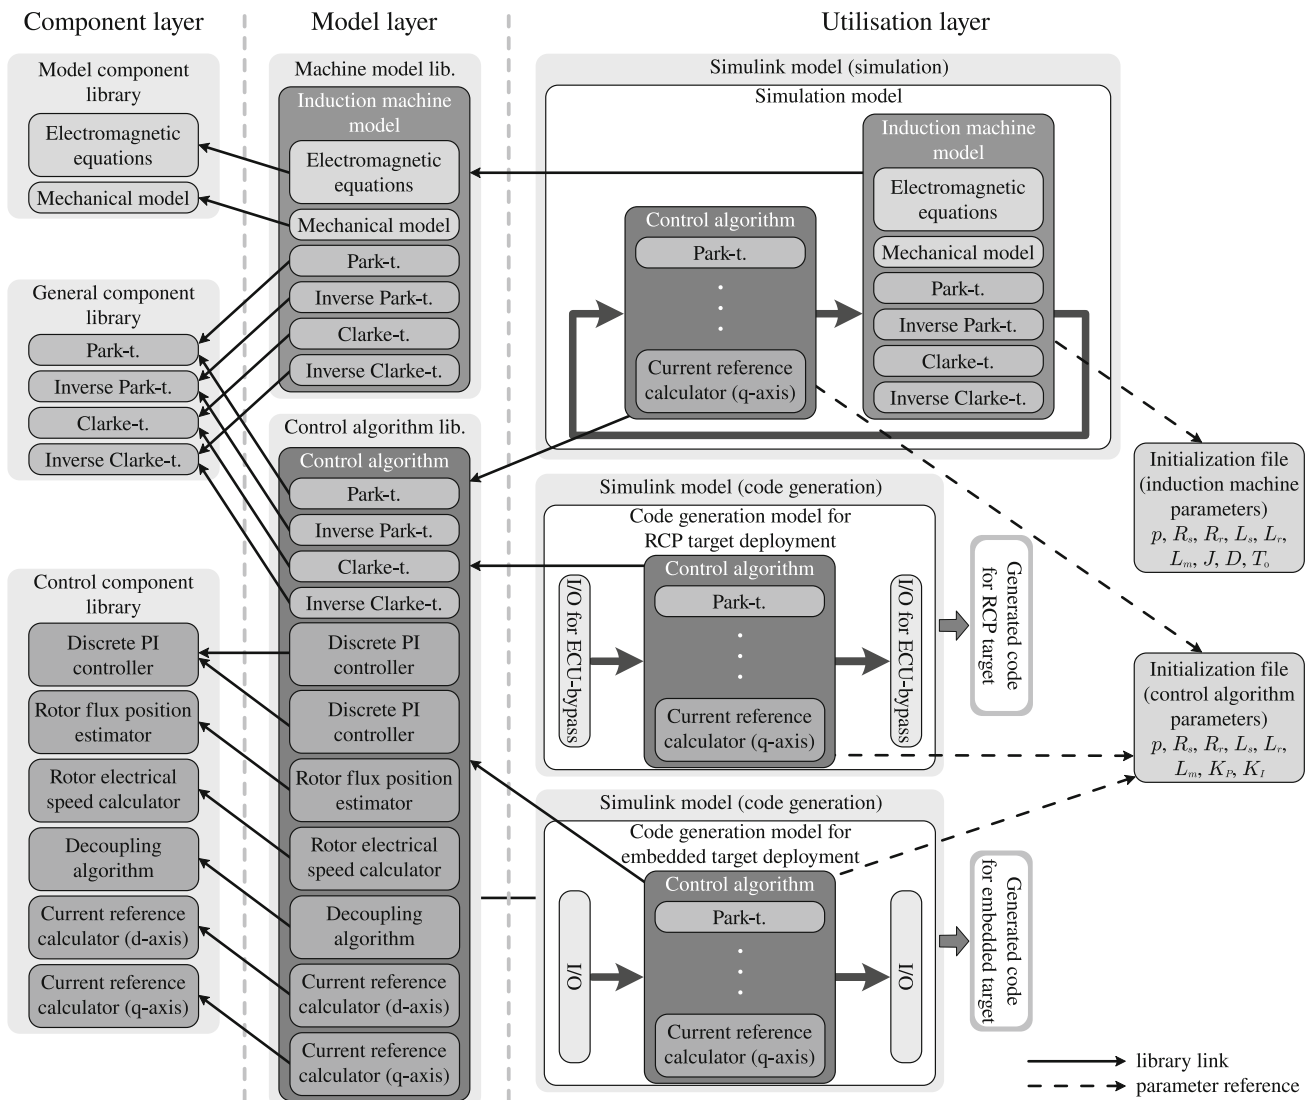 Component layer
Model layer
Utilisation layer
Model component
library
Electromagnetic
equations
Mechanical model
General component
library
Park-t.
Inverse Park-t.
Clarke-t.
Inverse Clarke-t.
Control component
library
Discrete PI
controller
Rotor flux position
estimator
Rotor electrical
speed calculator
Decoupling
algorithm
Current reference
calculator (d-axis)
Current reference
calculator (q-axis)
Machine model lib.
Induction machine
model
Electromagnetic
equations
Mechanical model
Park-t.
Inverse Park-t.
Clarke-t.
Inverse Clarke-t.
Control algorithm lib.
Control algorithm
Park-t.
Inverse Park-t.
Clarke-t.
Inverse Clarke-t.
Discrete PI
controller
Discrete PI
controller
Rotor flux position
estimator
Rotor electrical
speed calculator
Decoupling
algorithm
Current reference
calculator (d-axis)
Current reference
calculator (q-axis)
Simulink model (simulation)
Simulation model
Control algorithm
Park-t.
Current reference
calculator (q-axis)
Induction machine
model
Electromagnetic
equations
Mechanical model
Park-t.
Inverse Park-t.
Clarke-t.
Inverse Clarke-t.
Simulink model (code generation)
Code generation model for
RCP target deployment
I/O for ECU-bypass
Control algorithm
Park-t.
Current reference
calculator (q-axis)
I/O for ECU-bypass
Generated code
for RCP target
Simulink model (code generation)
Code generation model for
embedded target deployment
I/O
Control algorithm
Park-t.
Current reference
calculator (q-axis)
I/O
Generated code
for embedded target
Initialization file
(induction machine
parameters)
p, Rₛ, Rᵣ, Lₛ, Lᵣ,
Lₘ, J, D, Tₒ
Initialization file
(control algorithm
parameters)
p, Rₛ, Rᵣ, Lₛ, Lᵣ,
Lₘ, K_P, K_I
library link
parameter reference